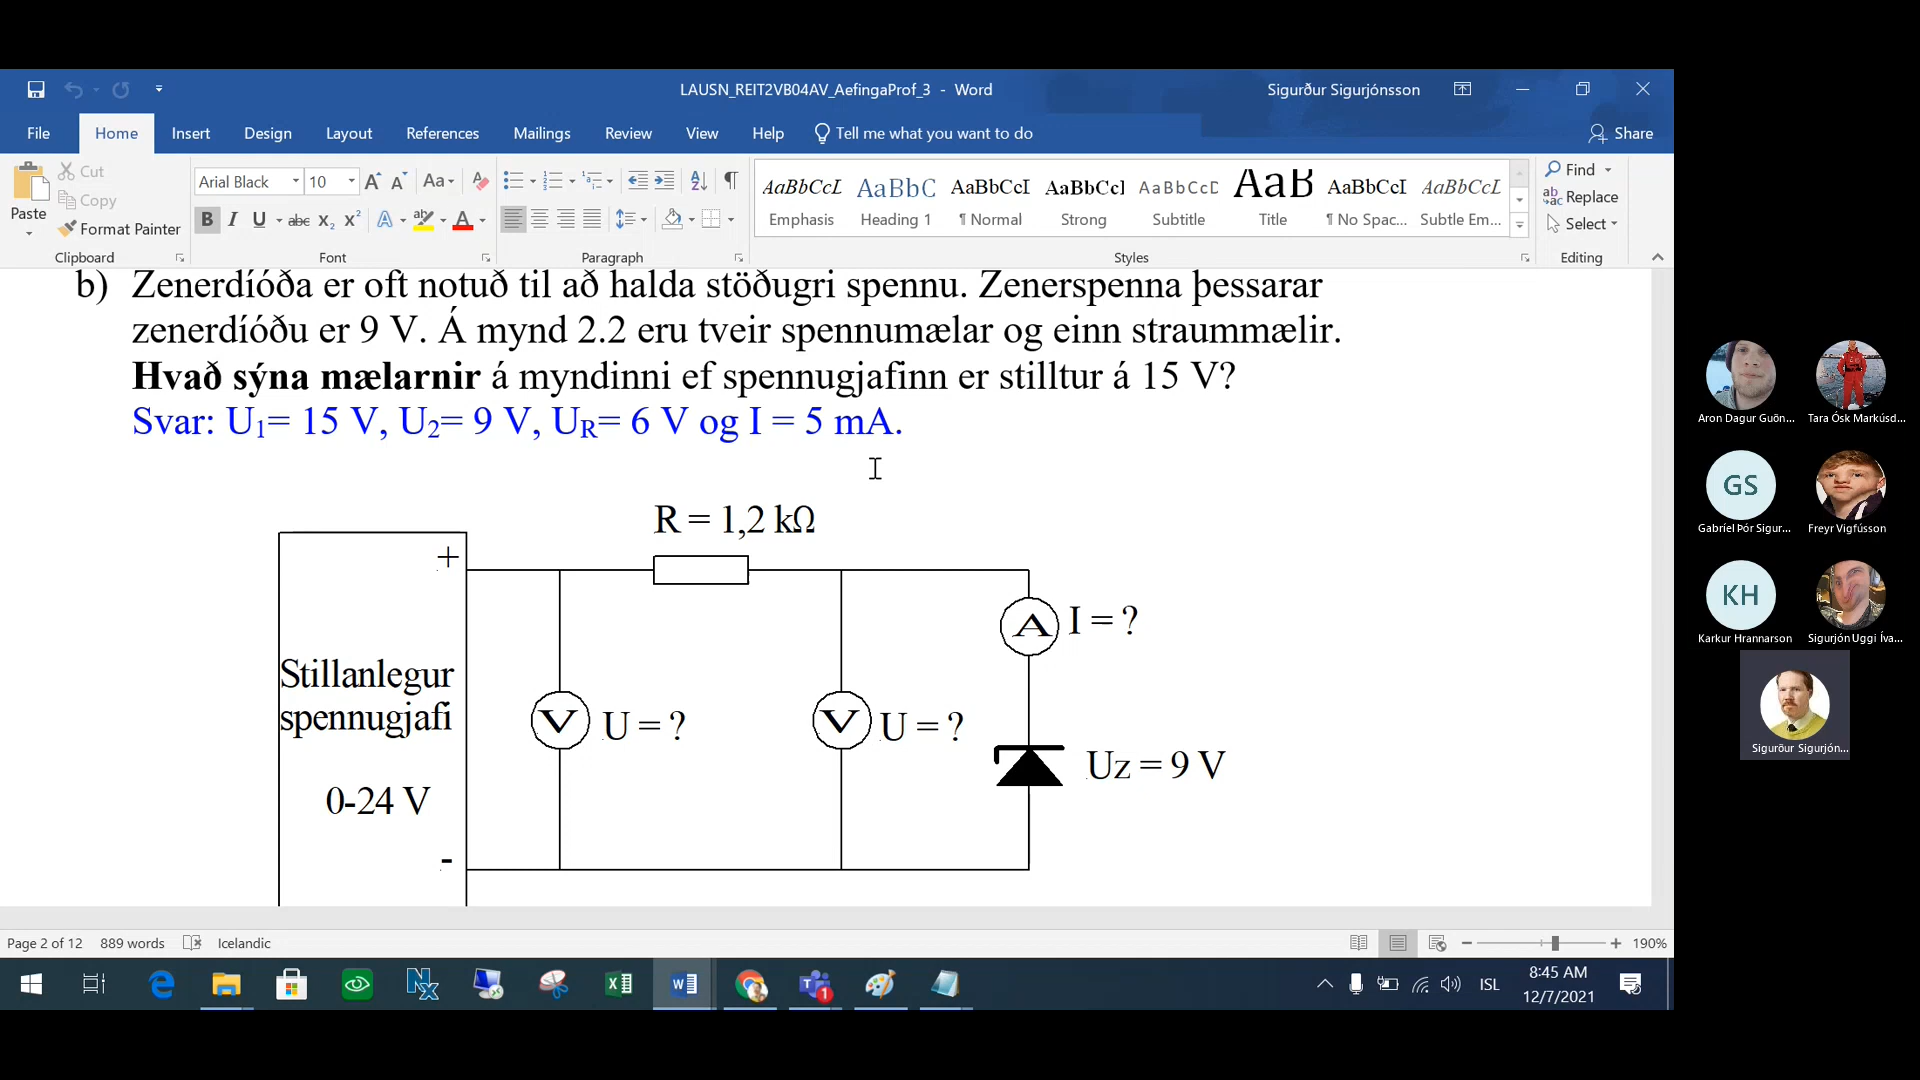 LAUSN_REIT2VB04AV_AefingaProf_3 - Word
Sigurður Sigurjónsson
File Home Insert Design Layout References Mailings Review View Help Tell me what you want to do Share
Paste
Cut
Copy
Format Painter
Clipboard
Arial Black 10
Font
Paragraph
AaBbCcL AaBbC AaBbCcI AaBbCcI AaBbCcD AaB AaBbCcI AaBbCcL
Emphasis Heading 1 ¶ Normal Strong Subtitle Title ¶ No Spac... Subtle Em...
Styles
Find
Replace
Select
Editing
b) Zenerdíóða er oft notuð til að halda stöðugri spennu. Zenerspenna þessarar
zenerdíóðu er 9 V. Á mynd 2.2 eru tveir spennumælar og einn straummælir.
Hvað sýna mælarnir á myndinni ef spennugjafinn er stilltur á 15 V?
Svar: U1= 15 V, U2= 9 V, UR= 6 V og I = 5 mA.
R = 1,2 kΩ
+
A I = ?
Stillanlegur
spennugjafi
V U = ?
V U = ?
UZ = 9 V
0-24 V
-
Aron Dagur Guön...
Tara Ósk Markúsd...
GS
Gabríel Þór Sigur...
Freyr Vigfússon
KH
Karkur Hrannarson
Sigurjón Uggi Íva...
Sigurður Sigurjón...
Page 2 of 12 889 words Icelandic
190%
ISL
8:45 AM
12/7/2021